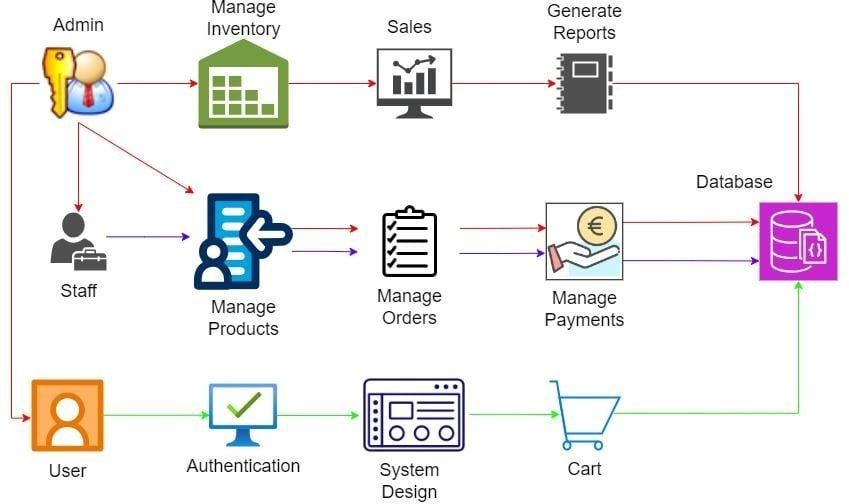 Admin
Manage
Inventory
Sales
Generate
Reports
Database
Staff
Manage
Products
Manage
Orders
€
Manage
Payments
{}
User
Authentication
System
Design
Cart